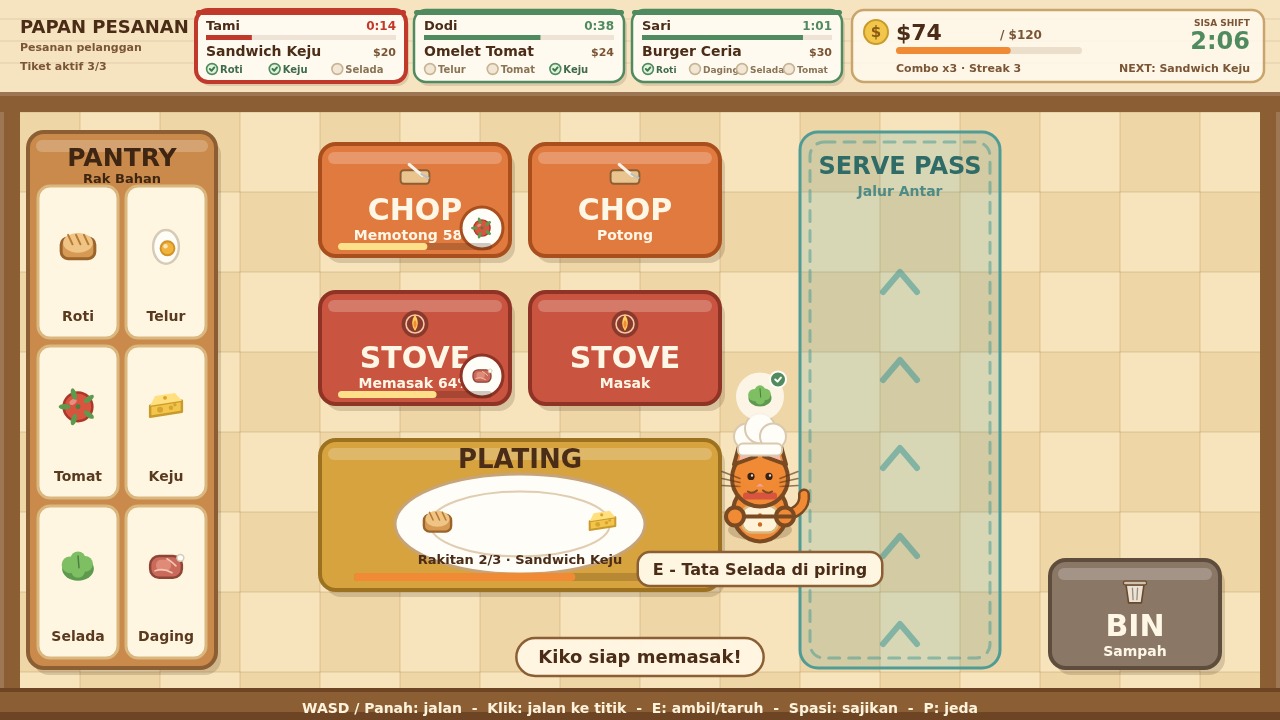 PAPAN PESANAN
Pesanan pelanggan
Tiket aktif 3/3
Tami 0:14
Sandwich Keju $20
Roti Keju Selada
Dodi 0:38
Omelet Tomat $24
Telur Tomat Keju
Sari 1:01
Burger Ceria $30
Roti Daging Selada Tomat
$ $74 / $120
Combo x3 · Streak 3
SISA SHIFT
2:06
NEXT: Sandwich Keju
PANTRY
Rak Bahan
Roti Telur
Tomat Keju
Selada Daging
CHOP
Memotong 58
CHOP
Potong
STOVE
Memasak 64%
STOVE
Masak
PLATING
Rakitan 2/3 · Sandwich Keju
SERVE PASS
Jalur Antar
E - Tata Selada di piring
Kiko siap memasak!
BIN
Sampah
WASD / Panah: jalan - Klik: jalan ke titik - E: ambil/taruh - Spasi: sajikan - P: jeda